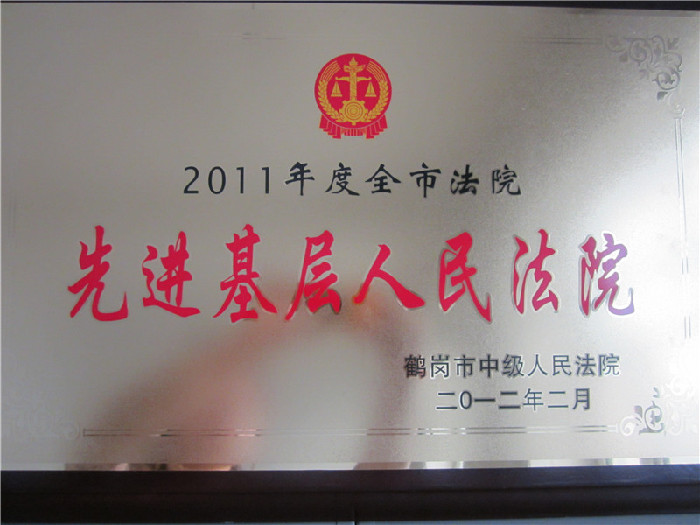 2011年度全市法院
先进基层人民法院
鹤岗市中级人民法院
二0一二年二月